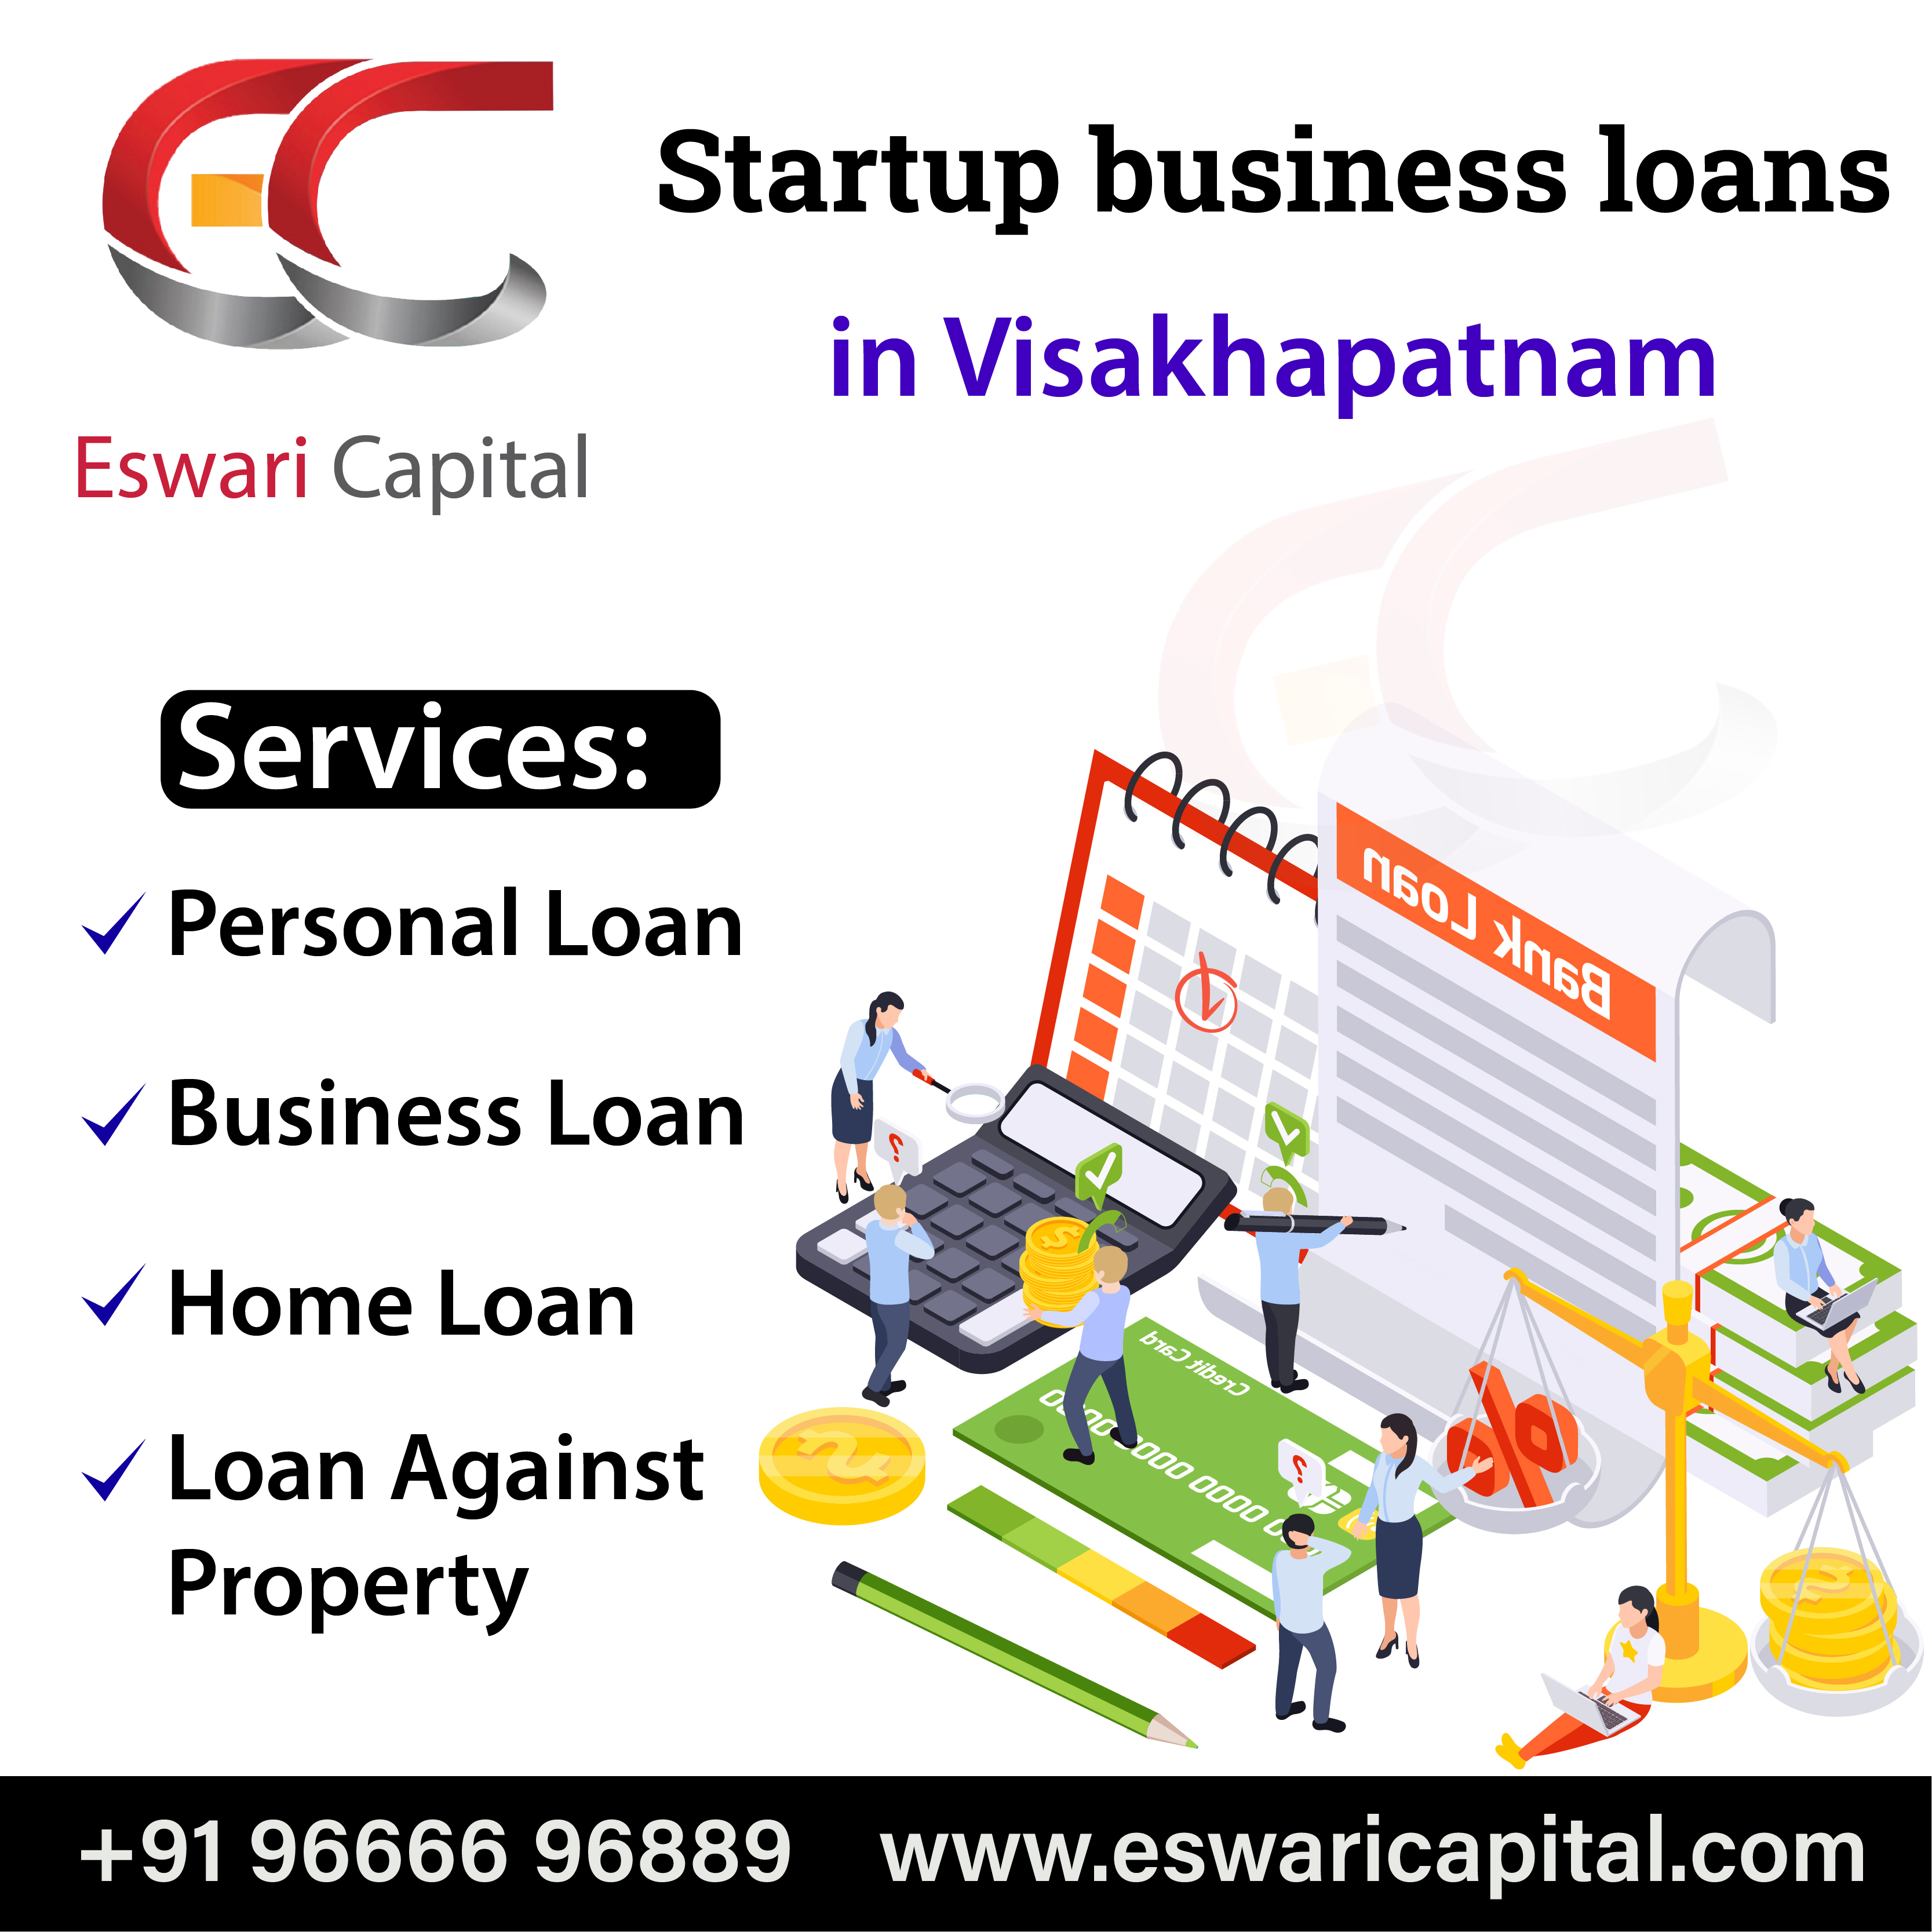 Startup business loans
in Visakhapatnam
Eswari Capital
Services:
Personal Loan
Business Loan
Home Loan
Loan Against
Property
Bank Loan
Credit Card
+91 96666 96889 www.eswaricapital.com